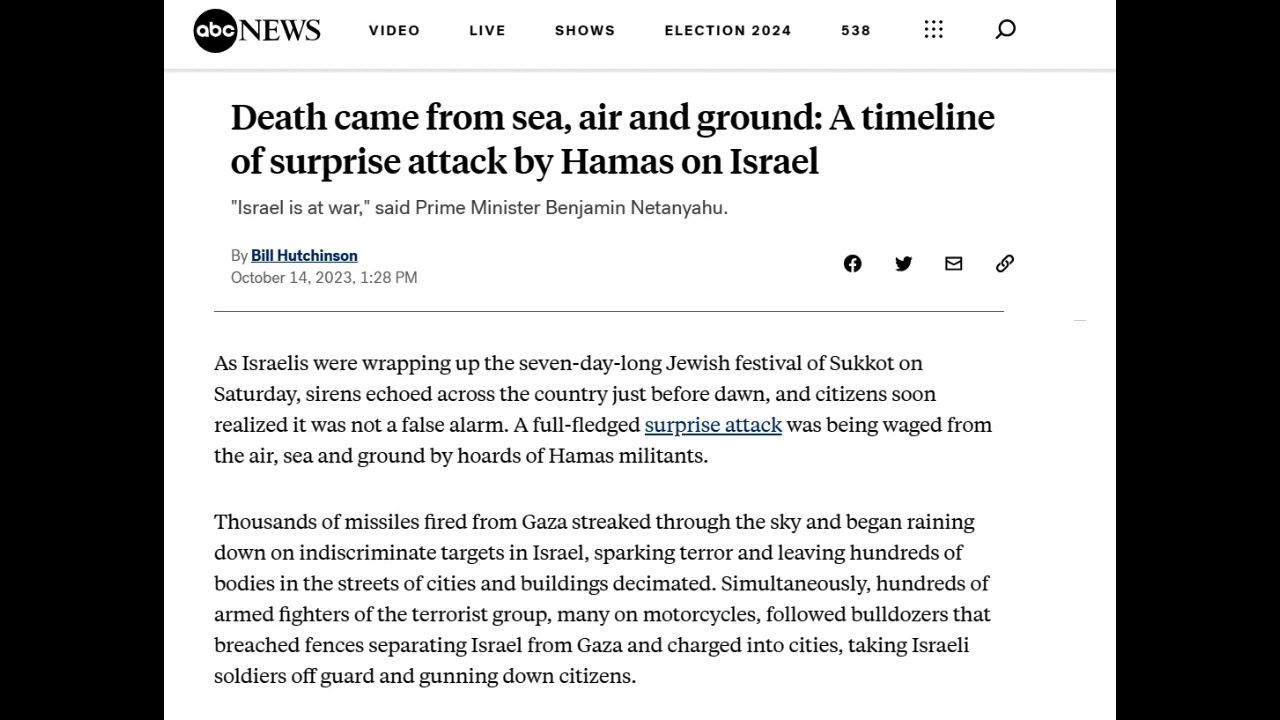 abc NEWS VIDEO LIVE SHOWS ELECTION 2024 538
Death came from sea, air and ground: A timeline
of surprise attack by Hamas on Israel
"Israel is at war," said Prime Minister Benjamin Netanyahu.
By Bill Hutchinson
October 14, 2023, 1:28 PM
As Israelis were wrapping up the seven-day-long Jewish festival of Sukkot on
Saturday, sirens echoed across the country just before dawn, and citizens soon
realized it was not a false alarm. A full-fledged surprise attack was being waged from
the air, sea and ground by hoards of Hamas militants.
Thousands of missiles fired from Gaza streaked through the sky and began raining
down on indiscriminate targets in Israel, sparking terror and leaving hundreds of
bodies in the streets of cities and buildings decimated. Simultaneously, hundreds of
armed fighters of the terrorist group, many on motorcycles, followed bulldozers that
breached fences separating Israel from Gaza and charged into cities, taking Israeli
soldiers off guard and gunning down citizens.